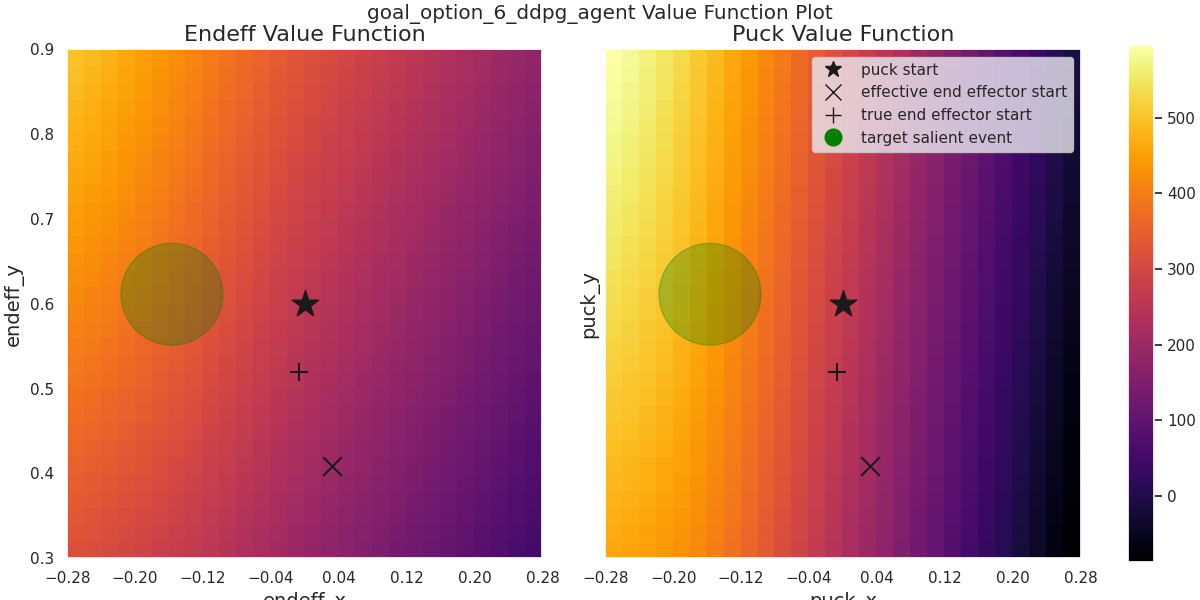 goal_option_6_ddpg_agent Value Function Plot
Endeff Value Function
endeff_y
0.9
0.8
0.7
0.6
0.5
0.4
0.3
−0.28 −0.20 −0.12 −0.04 0.04 0.12 0.20 0.28
endeff_x
Puck Value Function
puck_y
puck start
effective end effector start
true end effector start
target salient event
−0.28 −0.20 −0.12 −0.04 0.04 0.12 0.20 0.28
puck_x
500
400
300
200
100
0